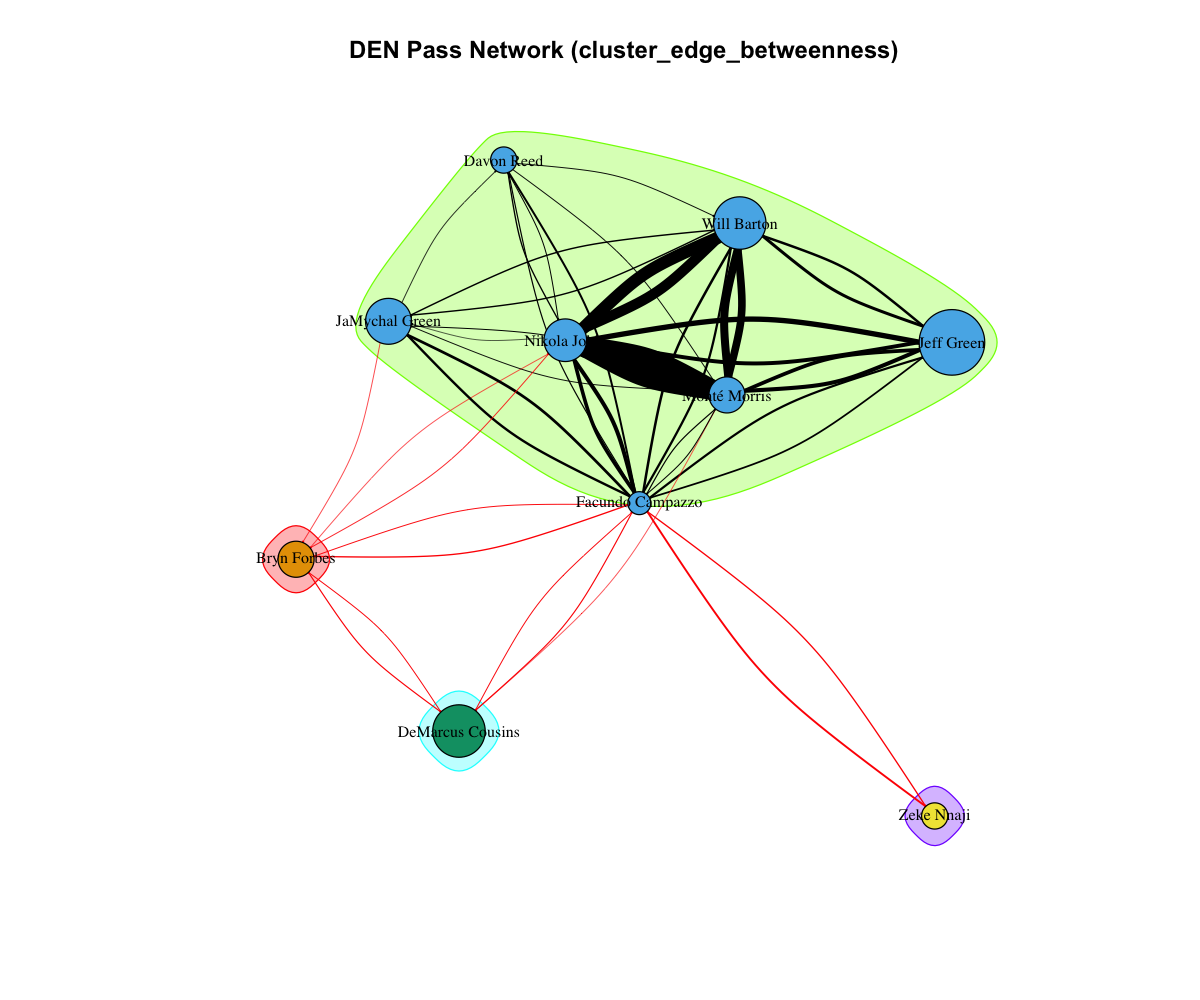 DEN Pass Network (cluster_edge_betweenness)
Davon Reed
Will Barton
JaMychal Green
Nikola Jo
Jeff Green
Monté Morris
Facundo Campazzo
Bryn Forbes
DeMarcus Cousins
Zeke Nnaji